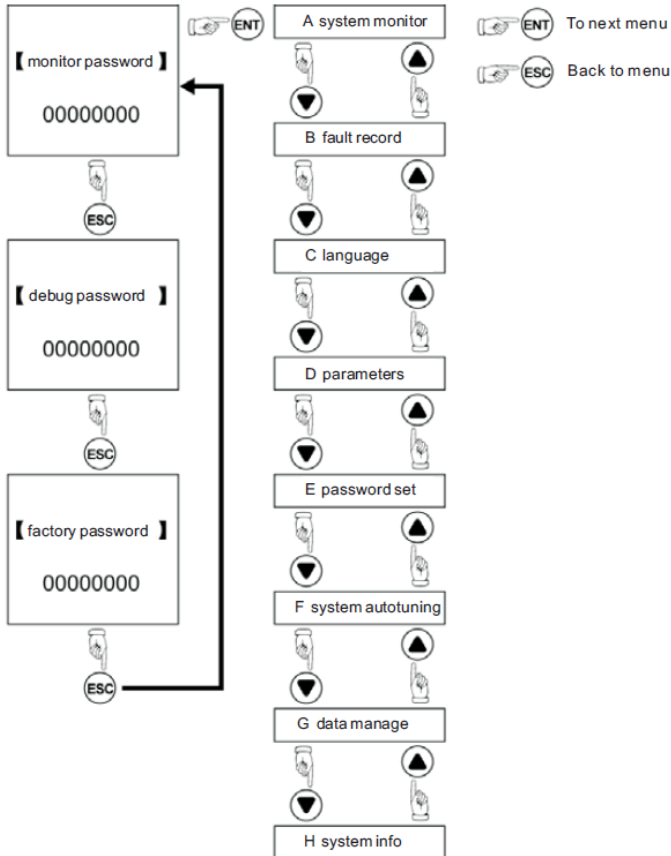 【 monitor password 】
00000000
ESC
【 debug password 】
00000000
ESC
【 factory password 】
00000000
ESC
ENT
A system monitor
B fault record
C language
D parameters
E password set
F system autotuning
G data manage
H system info
ENT To next menu
ESC Back to menu